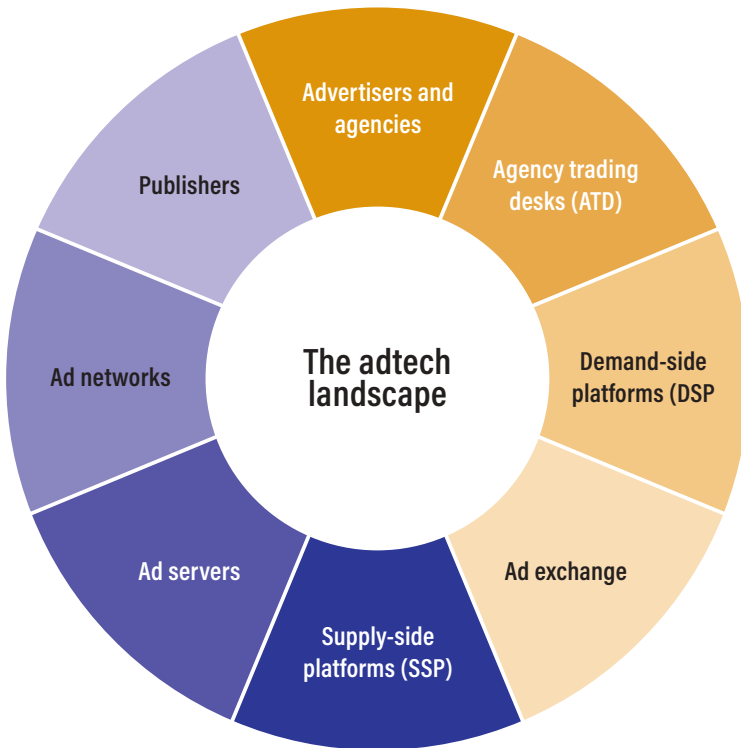 The adtech
landscape
Advertisers and
agencies
Agency trading
desks (ATD)
Demand-side
platforms (DSP
Ad exchange
Supply-side
platforms (SSP)
Ad servers
Ad networks
Publishers